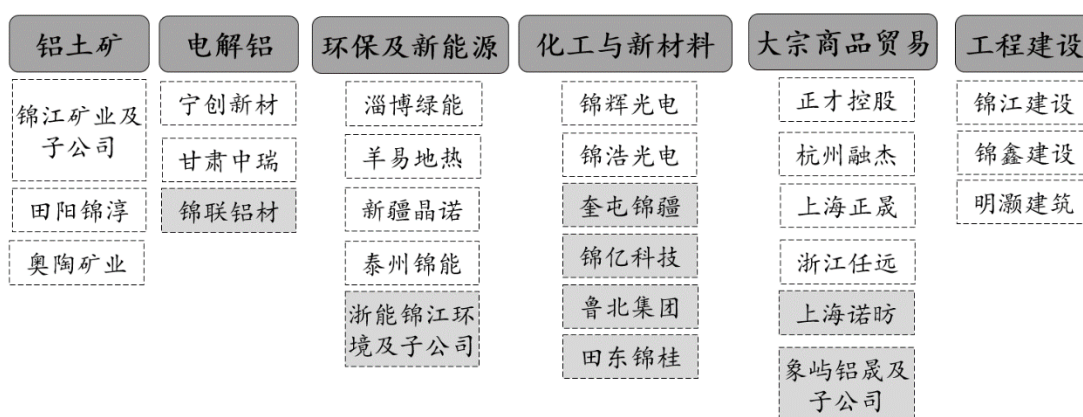 铝土矿
锦江矿业及
子公司
田阳锦淳
奥陶矿业
电解铝
宁创新材
甘肃中瑞
锦联铝材
环保及新能源
淄博绿能
羊易地热
新疆晶诺
泰州锦能
浙能锦江环
境及子公司
化工与新材料
锦辉光电
锦浩光电
奎屯锦疆
锦亿科技
鲁北集团
田东锦桂
大宗商品贸易
正才控股
杭州融杰
上海正晟
浙江任远
上海诺昉
象屿铝晟及
子公司
工程建设
锦江建设
锦鑫建设
明灏建筑